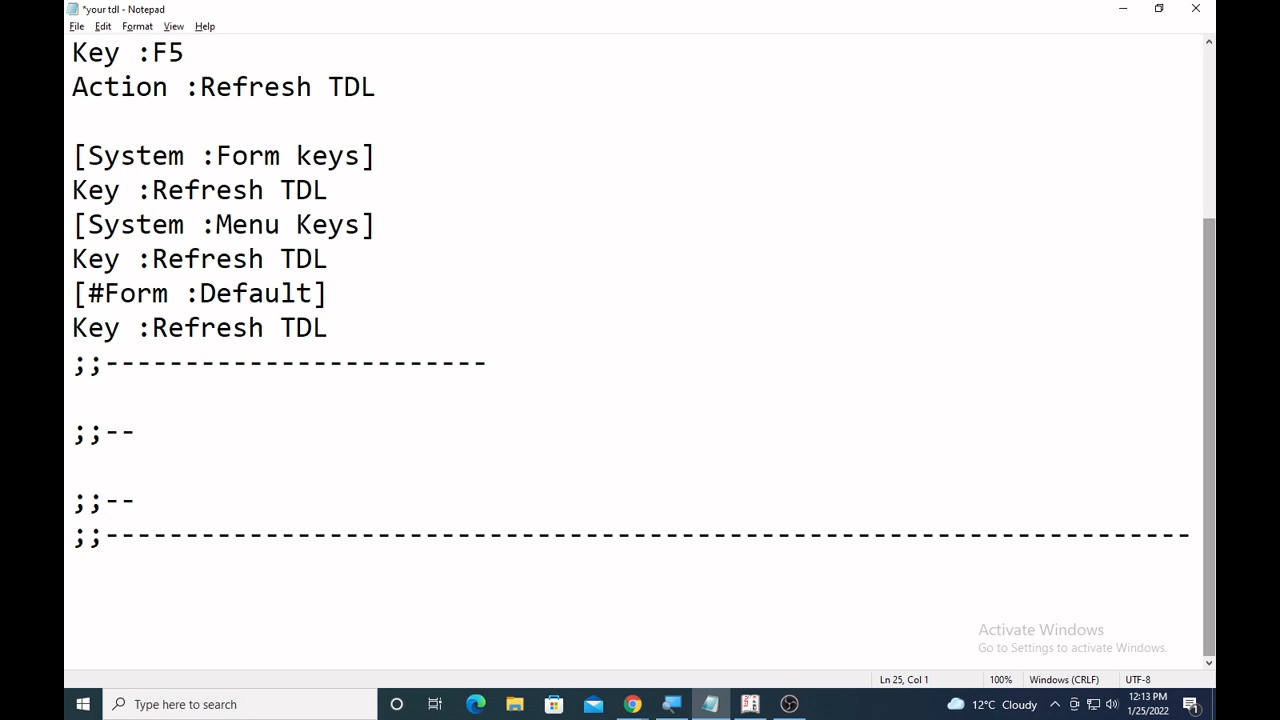 *your tdl - Notepad
File Edit Format View Help
Key :F5
Action :Refresh TDL
[System :Form keys]
Key :Refresh TDL
[System :Menu Keys]
Key :Refresh TDL
[#Form :Default]
Key :Refresh TDL
;;------------------------
;;--
;;--
;;--------------------------------------------------------------------
Activate Windows
Go to Settings to activate Windows.
Ln 25, Col 1 100% Windows (CRLF) UTF-8
Type here to search 12°C Cloudy 12:13 PM
1/25/2022 1